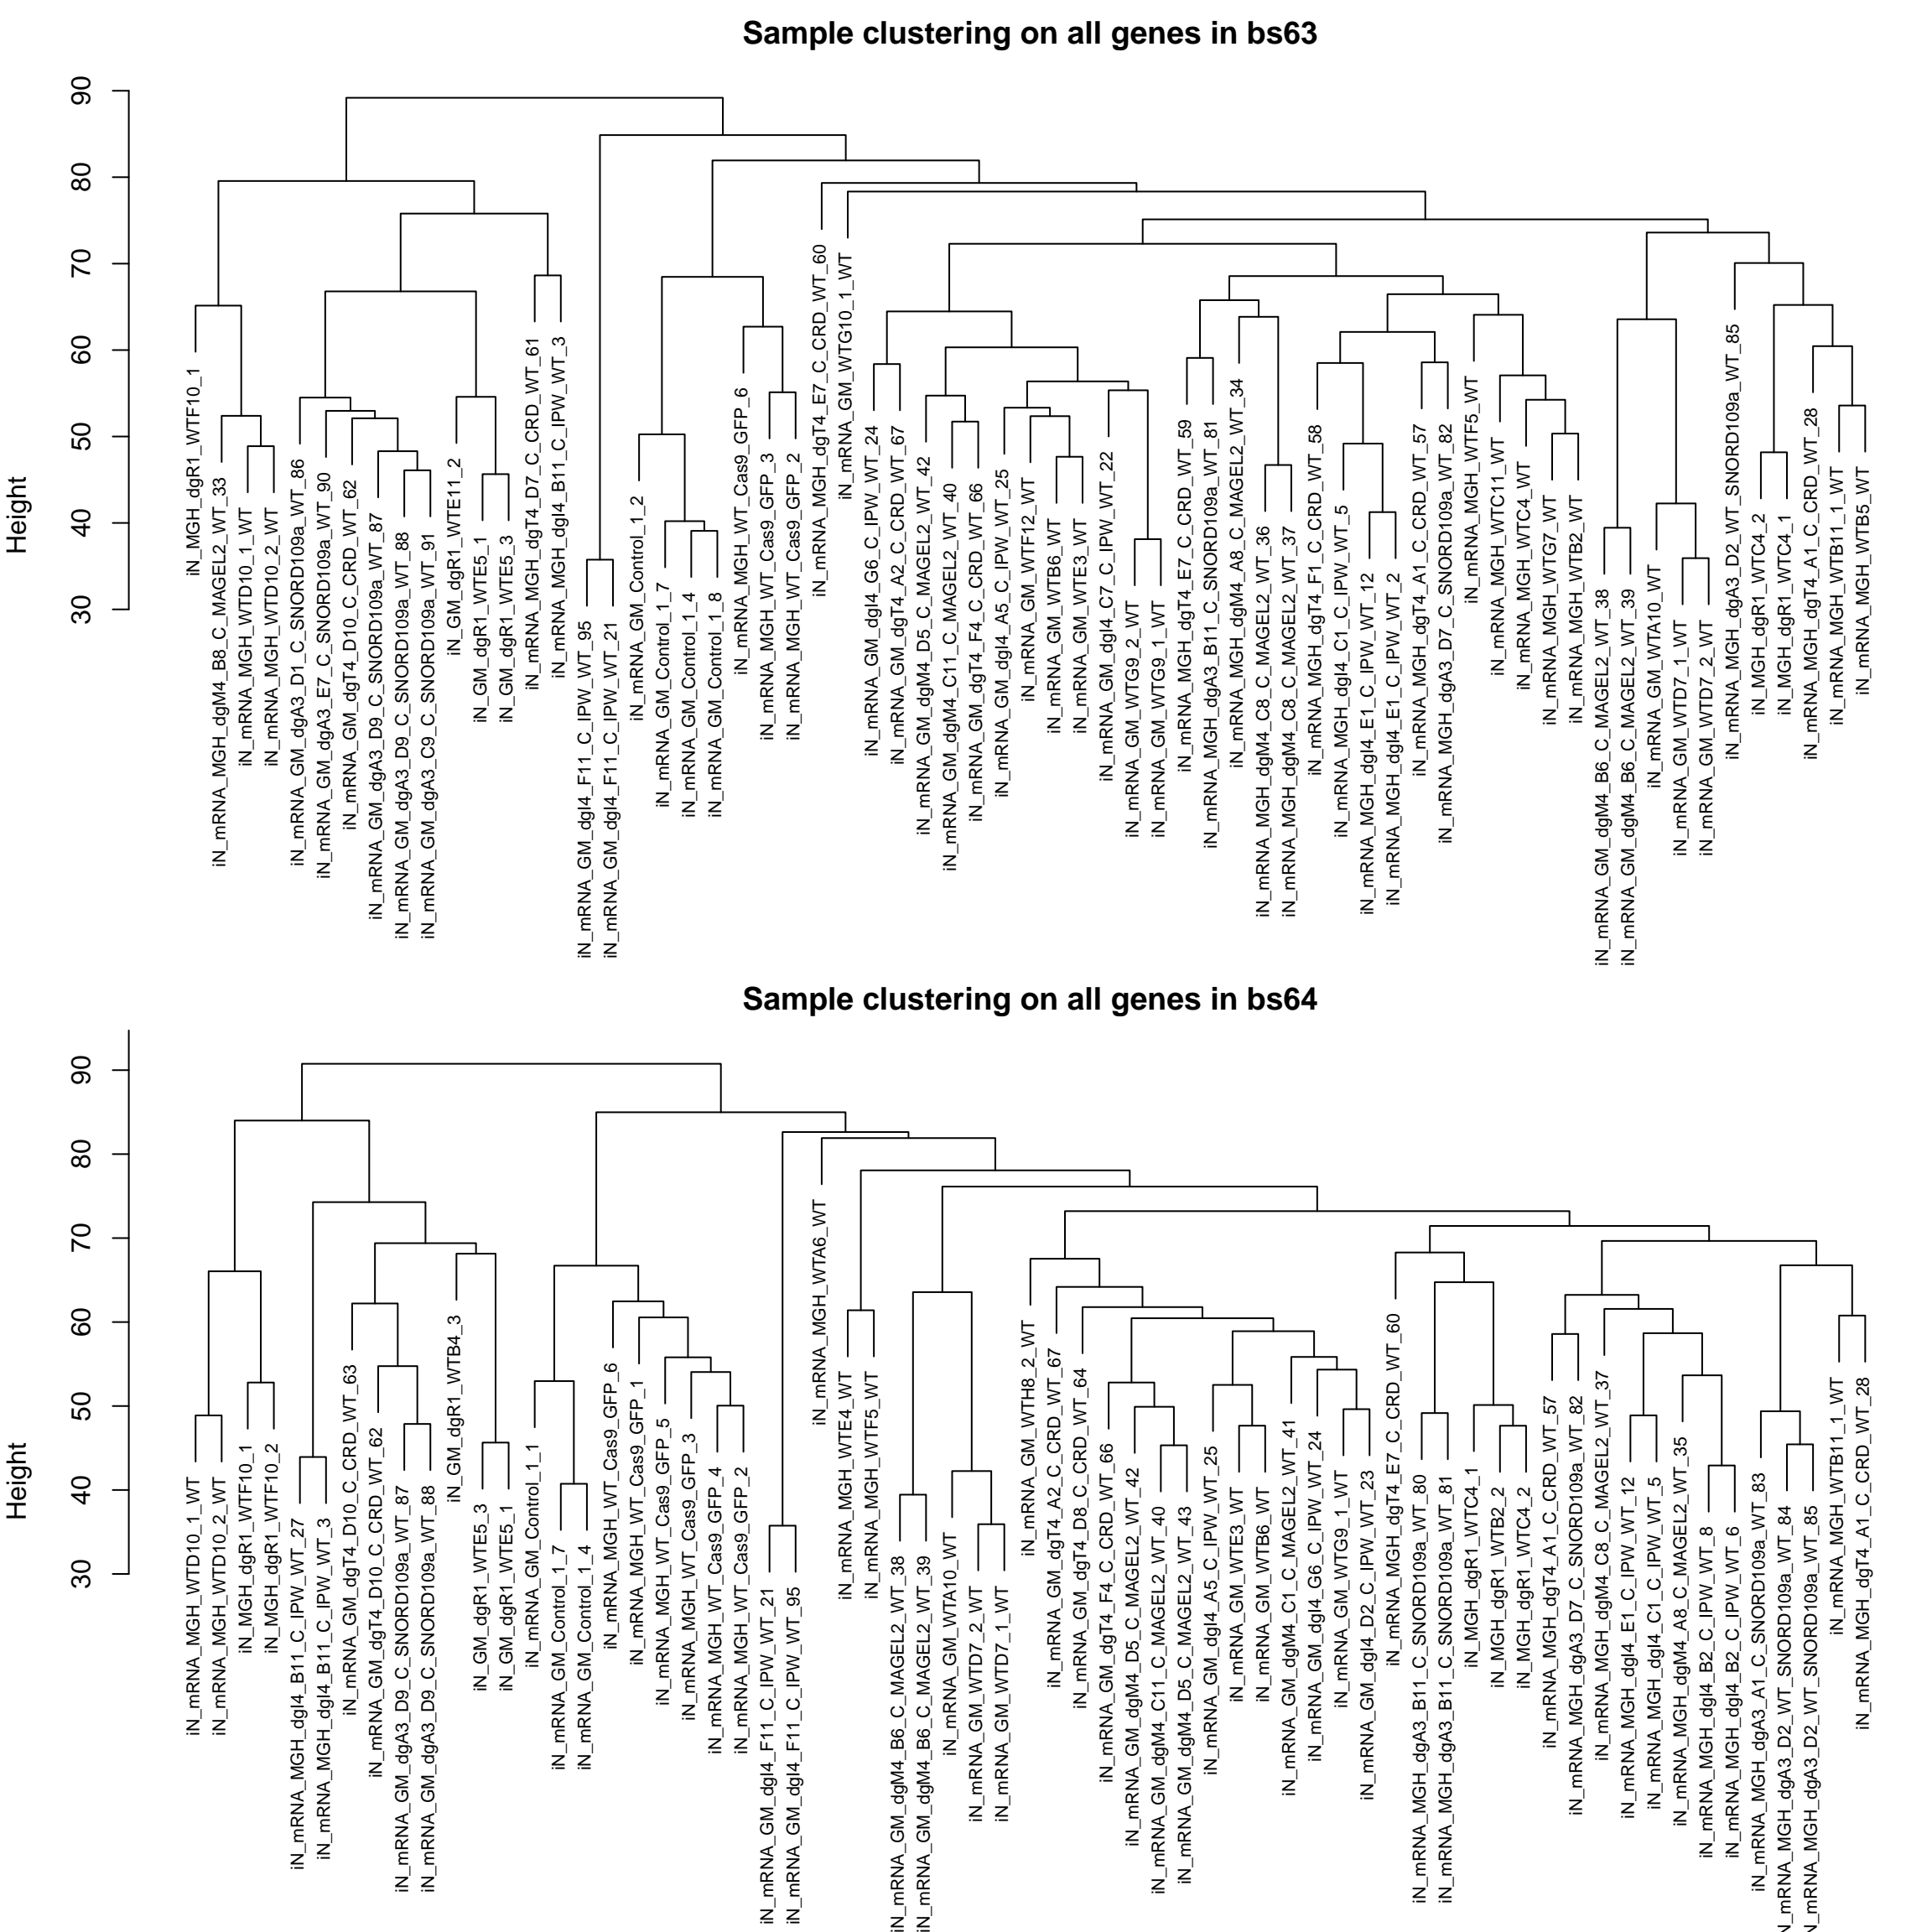 Sample clustering on all genes in bs63
Height
90
80
70
60
50
40
30
iN_MGH_dgR1_WTF10_1
iN_mRNA_MGH_dgM4_B8_C_MAGEL2_WT_33
iN_mRNA_MGH_WTD10_1_WT
iN_mRNA_MGH_WTD10_2_WT
iN_mRNA_GM_dgA3_D1_C_SNORD109a_WT_86
iN_mRNA_GM_dgA3_E7_C_SNORD109a_WT_90
iN_mRNA_GM_dgT4_D10_C_CRD_WT_62
iN_mRNA_GM_dgA3_D9_C_SNORD109a_WT_87
iN_mRNA_GM_dgA3_D9_C_SNORD109a_WT_88
iN_mRNA_GM_dgA3_C9_C_SNORD109a_WT_91
iN_GM_dgR1_WTE11_2
iN_GM_dgR1_WTE5_1
iN_GM_dgR1_WTE5_3
iN_mRNA_MGH_dgT4_D7_C_CRD_WT_61
iN_mRNA_MGH_dgI4_B11_C_IPW_WT_3
iN_mRNA_GM_dgI4_F11_C_IPW_WT_95
iN_mRNA_GM_dgI4_F11_C_IPW_WT_21
iN_mRNA_GM_Control_1_2
iN_mRNA_GM_Control_1_7
iN_mRNA_GM_Control_1_4
iN_mRNA_GM_Control_1_8
iN_mRNA_MGH_WT_Cas9_GFP_6
iN_mRNA_MGH_WT_Cas9_GFP_3
iN_mRNA_MGH_WT_Cas9_GFP_2
iN_mRNA_MGH_dgT4_E7_C_CRD_WT_60
iN_mRNA_GM_WTG10_1_WT
iN_mRNA_GM_dgI4_G6_C_IPW_WT_24
iN_mRNA_GM_dgT4_A2_C_CRD_WT_67
iN_mRNA_GM_dgM4_D5_C_MAGEL2_WT_42
iN_mRNA_GM_dgM4_C11_C_MAGEL2_WT_40
iN_mRNA_GM_dgT4_F4_C_CRD_WT_66
iN_mRNA_GM_dgI4_A5_C_IPW_WT_25
iN_mRNA_GM_WTF12_WT
iN_mRNA_GM_WTB6_WT
iN_mRNA_GM_WTE3_WT
iN_mRNA_GM_dgI4_C7_C_IPW_WT_22
iN_mRNA_GM_WTG9_2_WT
iN_mRNA_GM_WTG9_1_WT
iN_mRNA_MGH_dgT4_E7_C_CRD_WT_59
iN_mRNA_MGH_dgA3_B11_C_SNORD109a_WT_81
iN_mRNA_MGH_dgM4_A8_C_MAGEL2_WT_34
iN_mRNA_MGH_dgM4_C8_C_MAGEL2_WT_36
iN_mRNA_MGH_dgM4_C8_C_MAGEL2_WT_37
iN_mRNA_MGH_dgT4_F1_C_CRD_WT_58
iN_mRNA_MGH_dgI4_C1_C_IPW_WT_5
iN_mRNA_MGH_dgI4_E1_C_IPW_WT_12
iN_mRNA_MGH_dgI4_E1_C_IPW_WT_2
iN_mRNA_MGH_dgT4_A1_C_CRD_WT_57
iN_mRNA_MGH_dgA3_D7_C_SNORD109a_WT_82
iN_mRNA_MGH_WTF5_WT
iN_mRNA_MGH_WTC11_WT
iN_mRNA_MGH_WTC4_WT
iN_mRNA_MGH_WTG7_WT
iN_mRNA_MGH_WTB2_WT
iN_mRNA_GM_dgM4_B6_C_MAGEL2_WT_38
iN_mRNA_GM_dgM4_B6_C_MAGEL2_WT_39
iN_mRNA_GM_WTA10_WT
iN_mRNA_GM_WTD7_1_WT
iN_mRNA_GM_WTD7_2_WT
iN_mRNA_MGH_dgA3_D2_WT_SNORD109a_WT_85
iN_MGH_dgR1_WTC4_2
iN_MGH_dgR1_WTC4_1
iN_mRNA_MGH_dgT4_A1_C_CRD_WT_28
iN_mRNA_MGH_WTB11_1_WT
iN_mRNA_MGH_WTB5_WT
Sample clustering on all genes in bs64
Height
90
80
70
60
50
40
30
iN_mRNA_MGH_WTD10_1_WT
iN_mRNA_MGH_WTD10_2_WT
iN_MGH_dgR1_WTF10_1
iN_MGH_dgR1_WTF10_2
iN_mRNA_MGH_dgI4_B11_C_IPW_WT_27
iN_mRNA_MGH_dgI4_B11_C_IPW_WT_3
iN_mRNA_GM_dgT4_D10_C_CRD_WT_63
iN_mRNA_GM_dgT4_D10_C_CRD_WT_62
iN_mRNA_GM_dgA3_D9_C_SNORD109a_WT_87
iN_mRNA_GM_dgA3_D9_C_SNORD109a_WT_88
iN_GM_dgR1_WTB4_3
iN_GM_dgR1_WTE5_3
iN_GM_dgR1_WTE5_1
iN_mRNA_GM_Control_1_1
iN_mRNA_GM_Control_1_7
iN_mRNA_GM_Control_1_4
iN_mRNA_MGH_WT_Cas9_GFP_6
iN_mRNA_MGH_WT_Cas9_GFP_1
iN_mRNA_MGH_WT_Cas9_GFP_5
iN_mRNA_MGH_WT_Cas9_GFP_3
iN_mRNA_MGH_WT_Cas9_GFP_4
iN_mRNA_MGH_WT_Cas9_GFP_2
iN_mRNA_GM_dgI4_F11_C_IPW_WT_21
iN_mRNA_GM_dgI4_F11_C_IPW_WT_95
iN_mRNA_MGH_WTA6_WT
iN_mRNA_MGH_WTE4_WT
iN_mRNA_MGH_WTF5_WT
iN_mRNA_GM_dgM4_B6_C_MAGEL2_WT_38
iN_mRNA_GM_dgM4_B6_C_MAGEL2_WT_39
iN_mRNA_GM_WTA10_WT
iN_mRNA_GM_WTD7_2_WT
iN_mRNA_GM_WTD7_1_WT
iN_mRNA_GM_WTH8_2_WT
iN_mRNA_GM_dgT4_A2_C_CRD_WT_67
iN_mRNA_GM_dgT4_D8_C_CRD_WT_64
iN_mRNA_GM_dgT4_F4_C_CRD_WT_66
iN_mRNA_GM_dgM4_D5_C_MAGEL2_WT_42
iN_mRNA_GM_dgM4_C11_C_MAGEL2_WT_40
iN_mRNA_GM_dgM4_D5_C_MAGEL2_WT_43
iN_mRNA_GM_dgI4_A5_C_IPW_WT_25
iN_mRNA_GM_WTE3_WT
iN_mRNA_GM_WTB6_WT
iN_mRNA_GM_dgM4_C1_C_MAGEL2_WT_41
iN_mRNA_GM_dgI4_G6_C_IPW_WT_24
iN_mRNA_GM_WTG9_1_WT
iN_mRNA_GM_dgI4_D2_C_IPW_WT_23
iN_mRNA_MGH_dgT4_E7_C_CRD_WT_60
iN_mRNA_MGH_dgA3_B11_C_SNORD109a_WT_80
iN_mRNA_MGH_dgA3_B11_C_SNORD109a_WT_81
iN_MGH_dgR1_WTC4_1
iN_MGH_dgR1_WTB2_2
iN_MGH_dgR1_WTC4_2
iN_mRNA_MGH_dgT4_A1_C_CRD_WT_57
iN_mRNA_MGH_dgA3_D7_C_SNORD109a_WT_82
iN_mRNA_MGH_dgM4_C8_C_MAGEL2_WT_37
iN_mRNA_MGH_dgI4_E1_C_IPW_WT_12
iN_mRNA_MGH_dgI4_C1_C_IPW_WT_5
iN_mRNA_MGH_dgM4_A8_C_MAGEL2_WT_35
iN_mRNA_MGH_dgI4_B2_C_IPW_WT_8
iN_mRNA_MGH_dgI4_B2_C_IPW_WT_6
iN_mRNA_MGH_dgA3_A1_C_SNORD109a_WT_83
iN_mRNA_MGH_dgA3_D2_WT_SNORD109a_WT_84
iN_mRNA_MGH_dgA3_D2_WT_SNORD109a_WT_85
iN_mRNA_MGH_WTB11_1_WT
iN_mRNA_MGH_dgT4_A1_C_CRD_WT_28